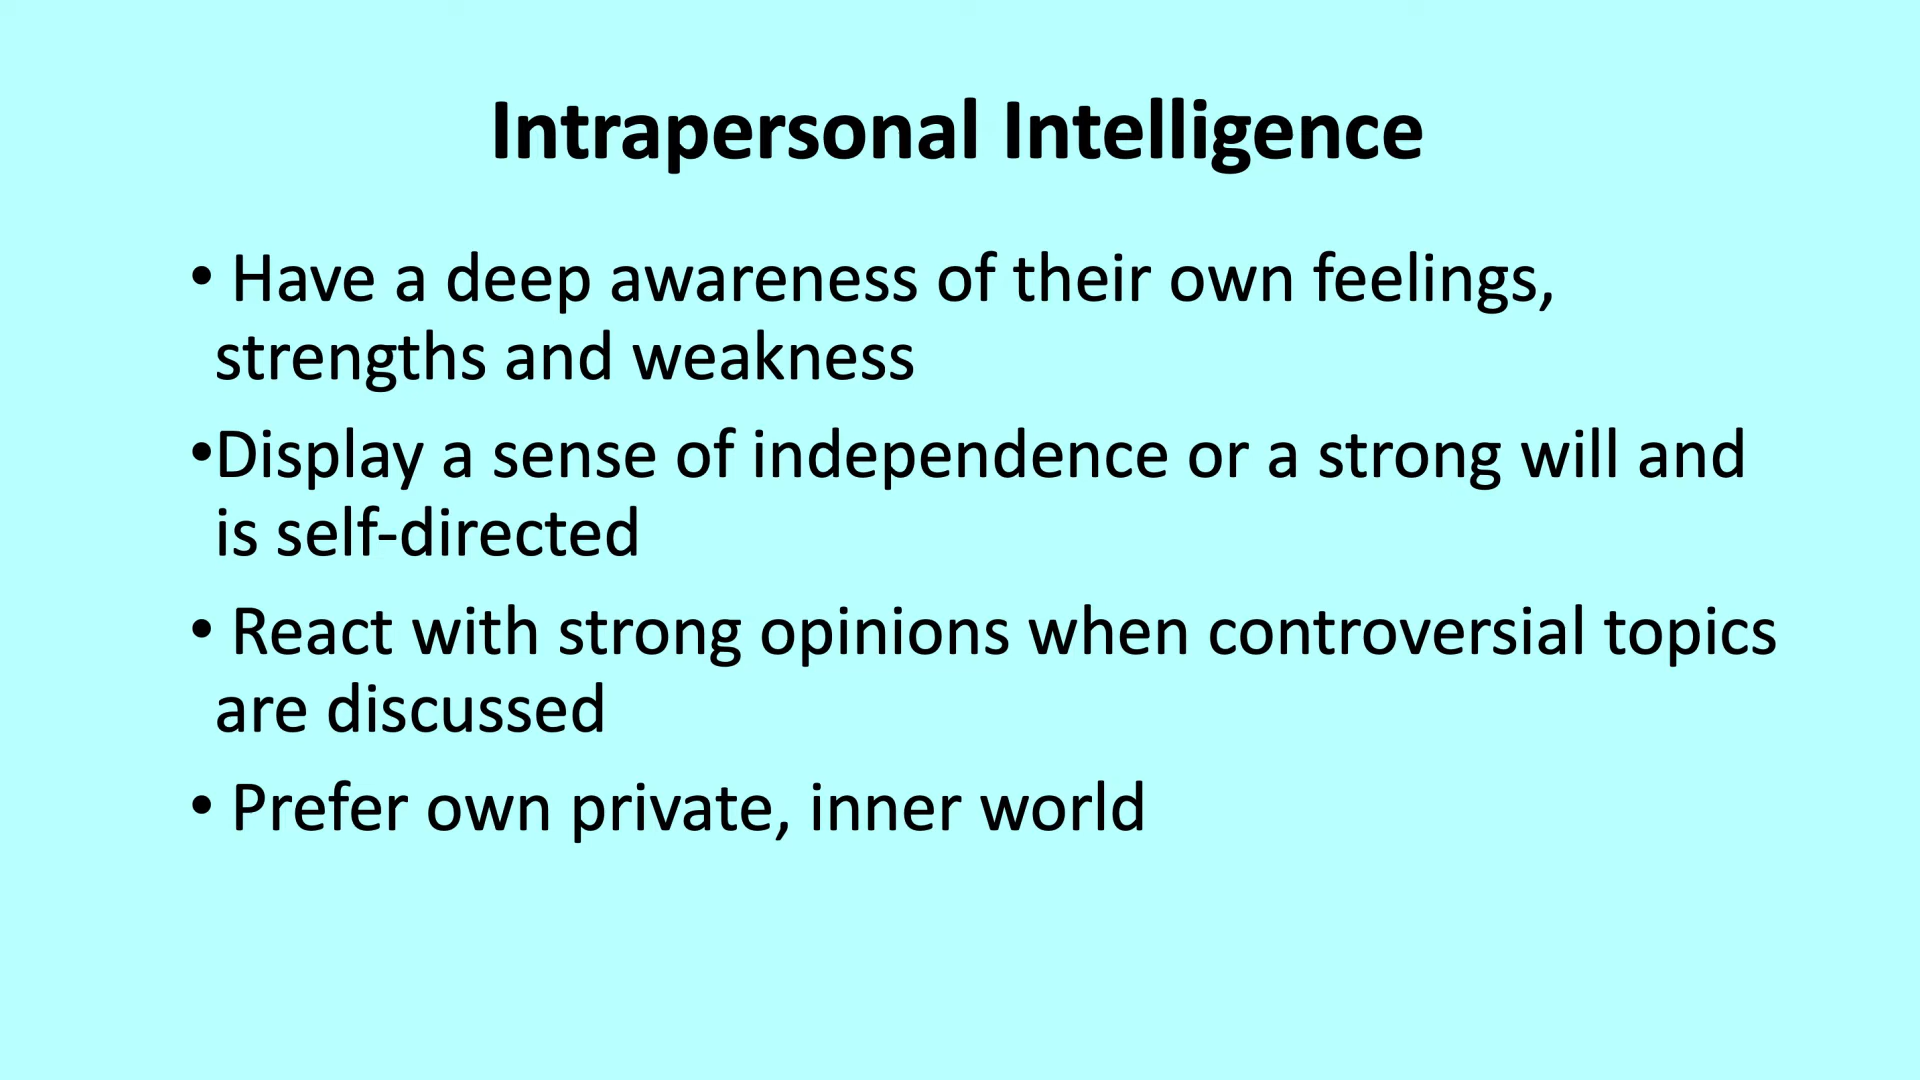 Intrapersonal Intelligence
• Have a deep awareness of their own feelings,
strengths and weakness
•Display a sense of independence or a strong will and
is self-directed
• React with strong opinions when controversial topics
are discussed
• Prefer own private, inner world